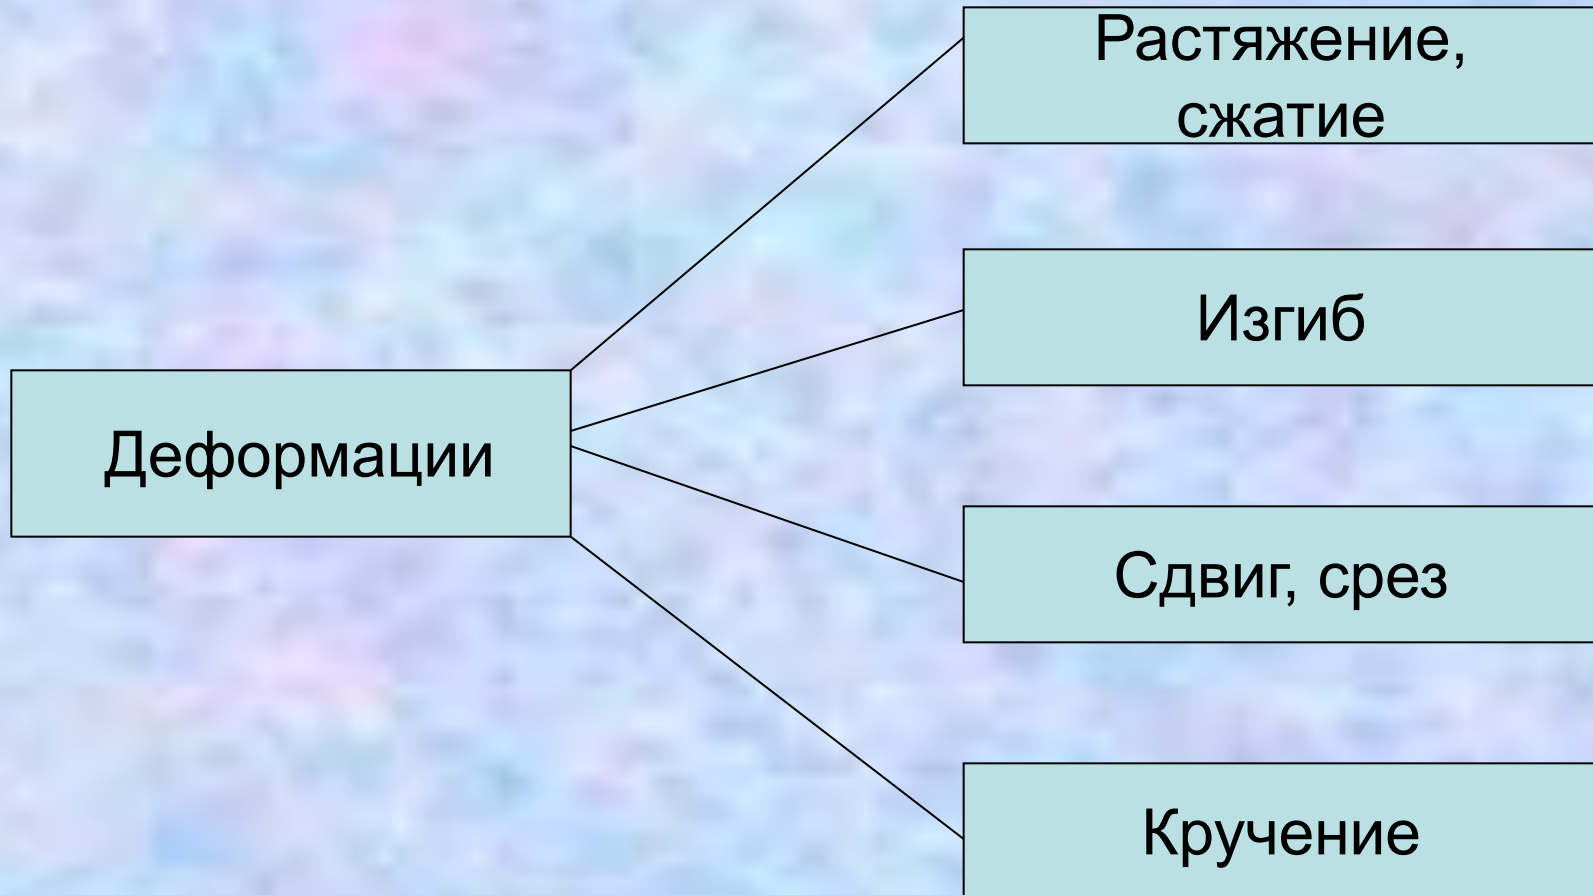 Растяжение,
сжатие
Изгиб
Деформации
Сдвиг, срез
Кручение